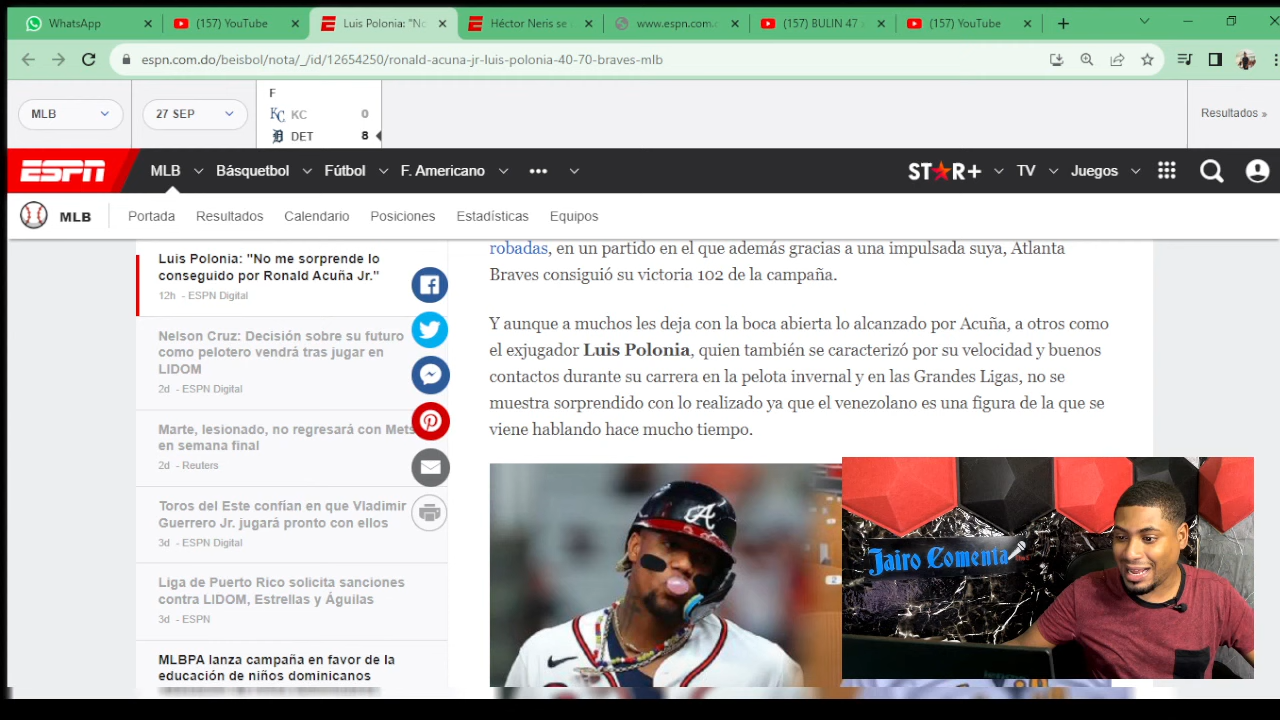 WhatsApp
(157) YouTube
Luis Polonia: "No
Héctor Neris se
www.espn.com.
(157) BULIN 47
(157) YouTube
espn.com.do/beisbol/nota/_/id/12654250/ronald-acuna-jr-luis-polonia-40-70-braves-mlb
MLB
27 SEP
F
KC 0
DET 8
Resultados »
ESPN
MLB
Básquetbol
Fútbol
F. Americano
STAR+
TV
Juegos
MLB
Portada
Resultados
Calendario
Posiciones
Estadísticas
Equipos
Luis Polonia: "No me sorprende lo
conseguido por Ronald Acuña Jr."
12h - ESPN Digital
Nelson Cruz: Decisión sobre su futuro
como pelotero vendrá tras jugar en
LIDOM
2d - ESPN Digital
Marte, lesionado, no regresará con Mets
en semana final
2d - Reuters
Toros del Este confían en que Vladimir
Guerrero Jr. jugará pronto con ellos
3d - ESPN Digital
Liga de Puerto Rico solicita sanciones
contra LIDOM, Estrellas y Águilas
3d - ESPN
MLBPA lanza campaña en favor de la
educación de niños dominicanos
robadas, en un partido en el que además gracias a una impulsada suya, Atlanta
Braves consiguió su victoria 102 de la campaña.
Y aunque a muchos les deja con la boca abierta lo alcanzado por Acuña, a otros como
el exjugador Luis Polonia, quien también se caracterizó por su velocidad y buenos
contactos durante su carrera en la pelota invernal y en las Grandes Ligas, no se
muestra sorprendido con lo realizado ya que el venezolano es una figura de la que se
viene hablando hace mucho tiempo.
Jairo Comenta